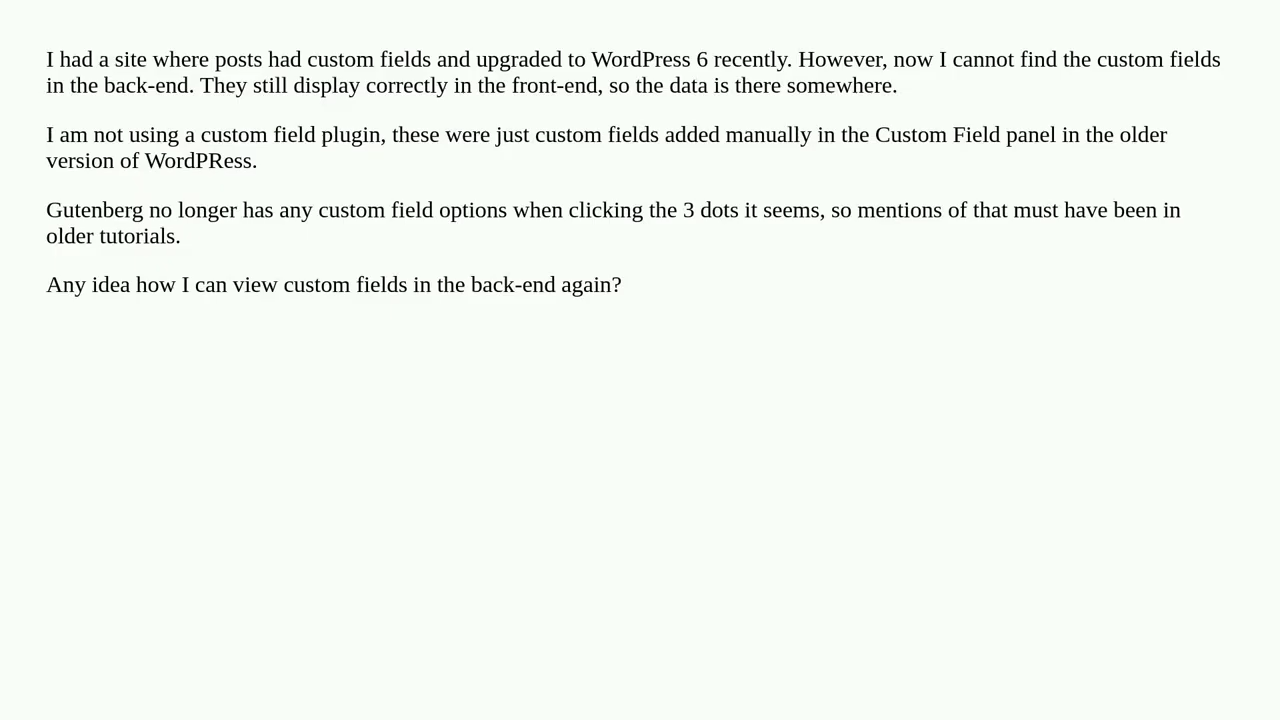 I had a site where posts had custom fields and upgraded to WordPress 6 recently. However, now I cannot find the custom fields
in the back-end. They still display correctly in the front-end, so the data is there somewhere.
I am not using a custom field plugin, these were just custom fields added manually in the Custom Field panel in the older
version of WordPRess.
Gutenberg no longer has any custom field options when clicking the 3 dots it seems, so mentions of that must have been in
older tutorials.
Any idea how I can view custom fields in the back-end again?